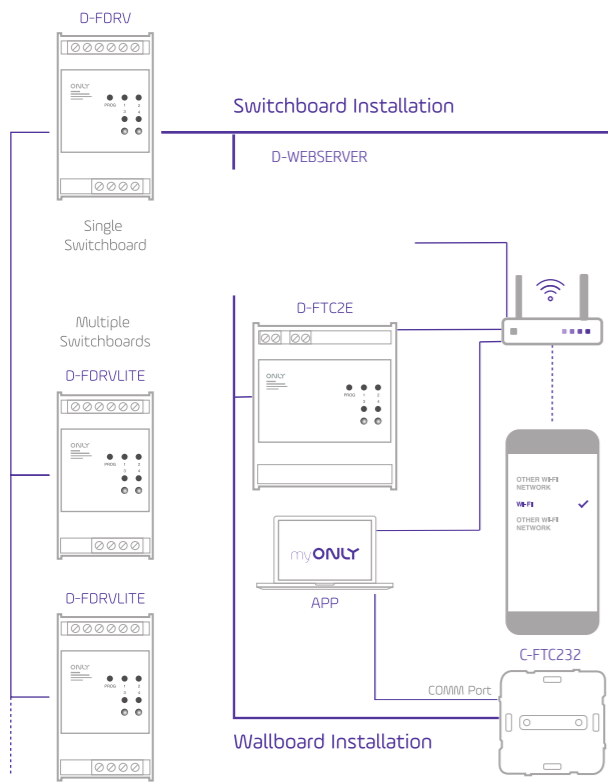 D-FDRV
ONLY
PROG 1 2
3 4
Switchboard Installation
D-WEBSERVER
Single
Switchboard
Multiple
Switchboards
D-FDRVLITE
ONLY
PROG 1 2
3 4
D-FTC2E
ONLY
PROG 1 2
3 4
OTHER WI-FI
NETWORK
WI-FI
OTHER WI-FI
NETWORK
myONLY
APP
D-FDRVLITE
ONLY
PROG 1 2
3 4
C-FTC232
COMM Port
Wallboard Installation